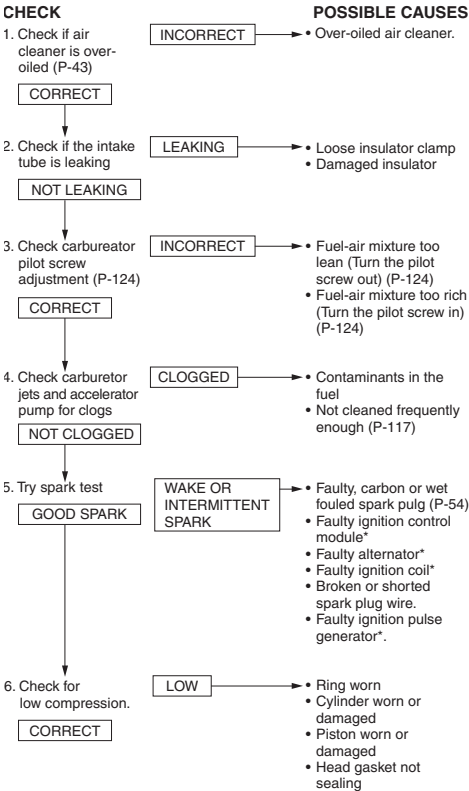 CHECK
POSSIBLE CAUSES
1. Check if air
cleaner is over-
oiled (P-43)
INCORRECT
• Over-oiled air cleaner.
CORRECT
2. Check if the intake
tube is leaking
LEAKING
• Loose insulator clamp
• Damaged insulator
NOT LEAKING
3. Check carbureator
pilot screw
adjustment (P-124)
INCORRECT
• Fuel-air mixture too
lean (Turn the pilot
screw out) (P-124)
• Fuel-air mixture too rich
(Turn the pilot screw in)
(P-124)
CORRECT
4. Check carburetor
jets and accelerator
pump for clogs
CLOGGED
• Contaminants in the
fuel
• Not cleaned frequently
enough (P-117)
NOT CLOGGED
5. Try spark test
WAKE OR
INTERMITTENT
SPARK
• Faulty, carbon or wet
fouled spark pulg (P-54)
• Faulty ignition control
module*
• Faulty alternator*
• Faulty ignition coil*
• Broken or shorted
spark plug wire.
• Faulty ignition pulse
generator*.
GOOD SPARK
6. Check for
low compression.
LOW
• Ring worn
• Cylinder worn or
damaged
• Piston worn or
damaged
• Head gasket not
sealing
CORRECT